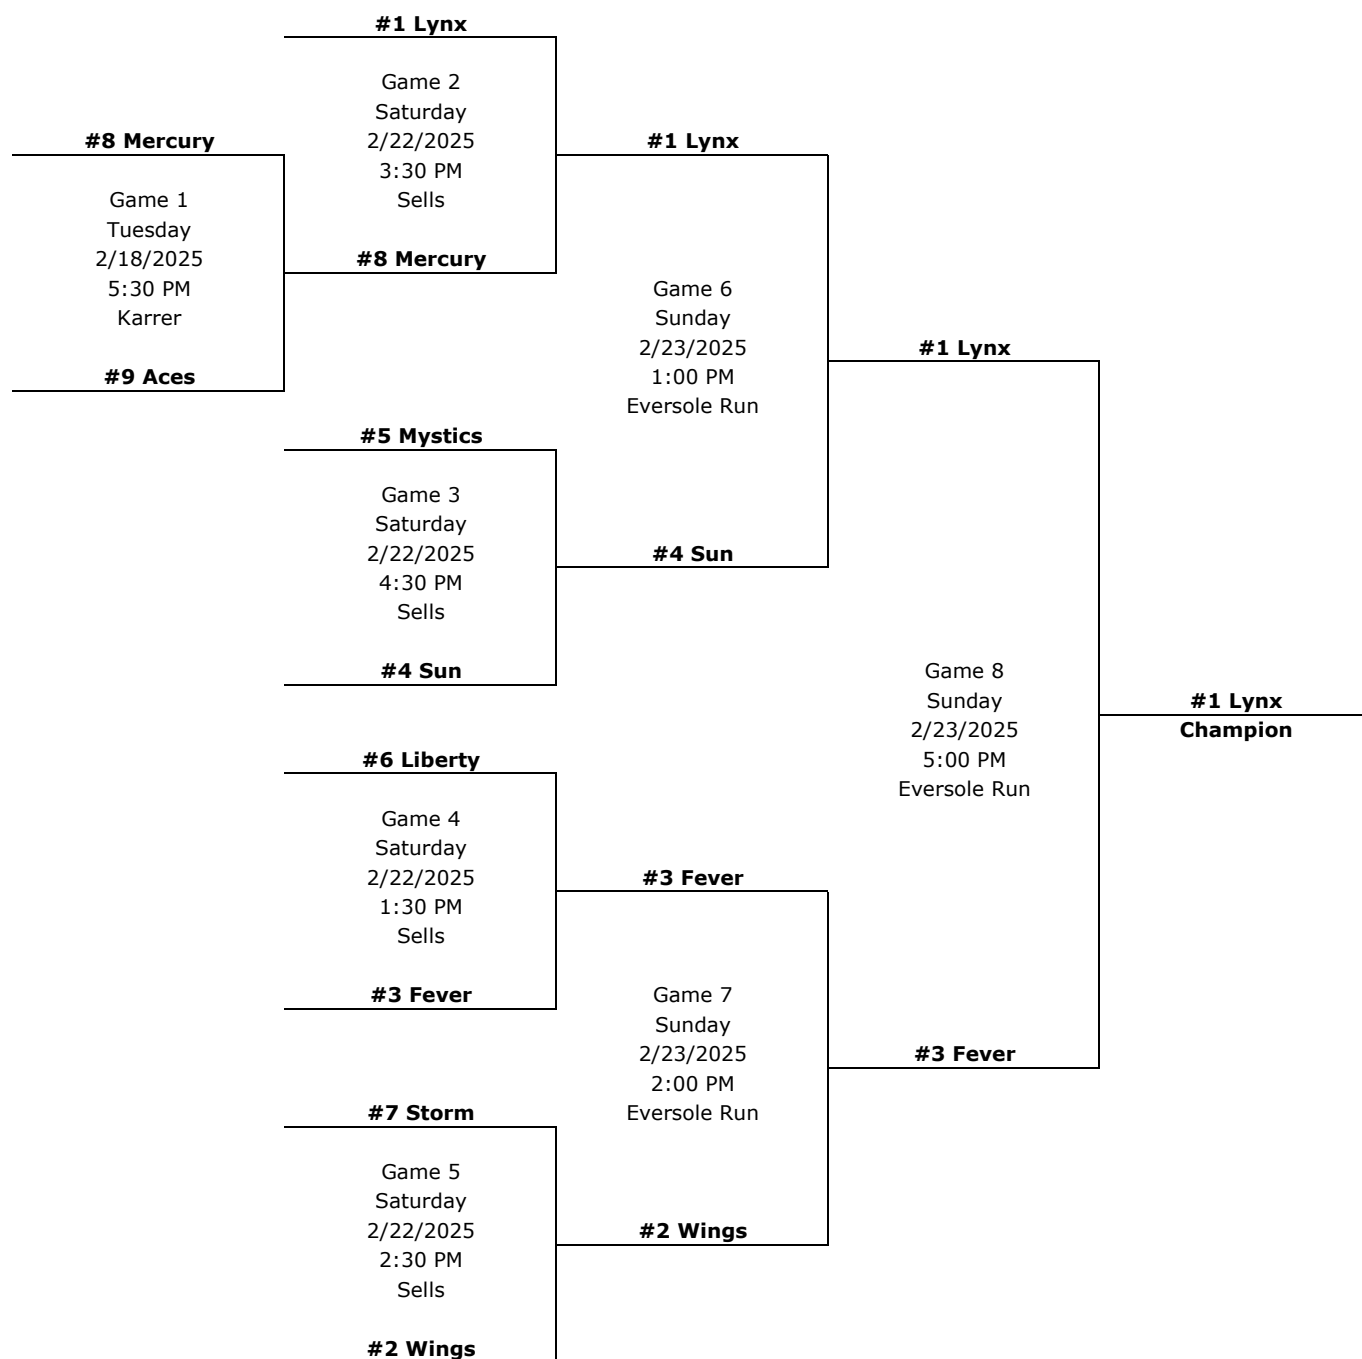 #1 Lynx
Game 2
Saturday
2/22/2025
3:30 PM
Sells
#8 Mercury
Game 1
Tuesday
2/18/2025
5:30 PM
Karrer
#9 Aces
#8 Mercury
#1 Lynx
Game 6
Sunday
2/23/2025
1:00 PM
Eversole Run
#1 Lynx
#5 Mystics
Game 3
Saturday
2/22/2025
4:30 PM
Sells
#4 Sun
#4 Sun
Game 8
Sunday
2/23/2025
5:00 PM
Eversole Run
#1 Lynx
Champion
#6 Liberty
Game 4
Saturday
2/22/2025
1:30 PM
Sells
#3 Fever
#3 Fever
Game 7
Sunday
2/23/2025
2:00 PM
Eversole Run
#3 Fever
#7 Storm
Game 5
Saturday
2/22/2025
2:30 PM
Sells
#2 Wings
#2 Wings